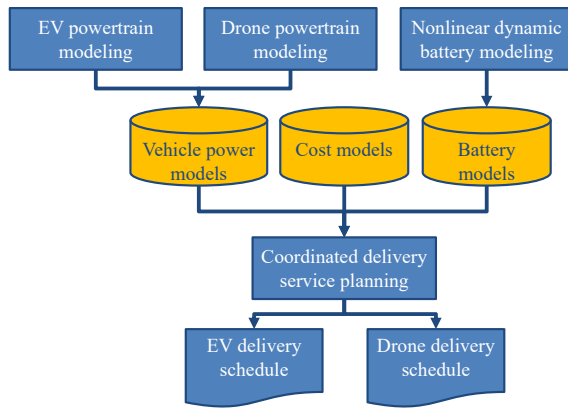 EV powertrain
modeling
Drone powertrain
modeling
Nonlinear dynamic
battery modeling
Vehicle power
models
Cost models
Battery
models
Coordinated delivery
service planning
EV delivery
schedule
Drone delivery
schedule